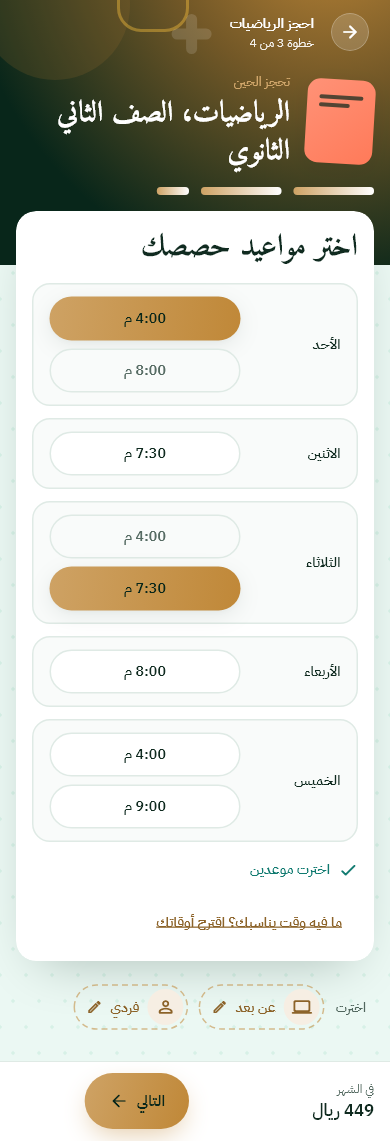 احجز الرياضيات
خطوة 3 من 4
تحجز الحين
الرياضيات، الصف الثاني
الثانوي
اختر مواعيد حصصك
الأحد
4:00 م
8:00 م
الاثنين
7:30 م
الثلاثاء
4:00 م
7:30 م
الأربعاء
8:00 م
الخميس
4:00 م
9:00 م
اخترت موعدين
ما فيه وقت يناسبك؟ اقترح أوقاتك
اخترت
عن بعد
فردي
في الشهر
449 ريال
التالي